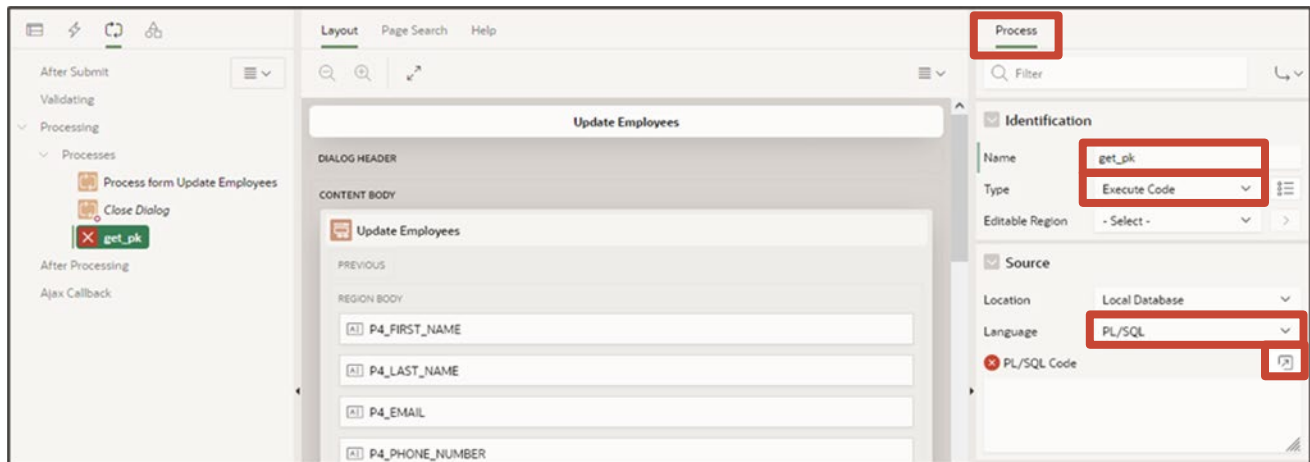 Layout Page Search Help
Process
After Submit
Validating
Processing
Processes
Process form Update Employees
Close Dialog
get_pk
After Processing
Ajax Callback
Update Employees
DIALOG HEADER
CONTENT BODY
Update Employees
PREVIOUS
REGION BODY
P4_FIRST_NAME
P4_LAST_NAME
P4_EMAIL
P4_PHONE_NUMBER
Filter
Identification
Name get_pk
Type Execute Code
Editable Region - Select -
Source
Location Local Database
Language PL/SQL
PL/SQL Code